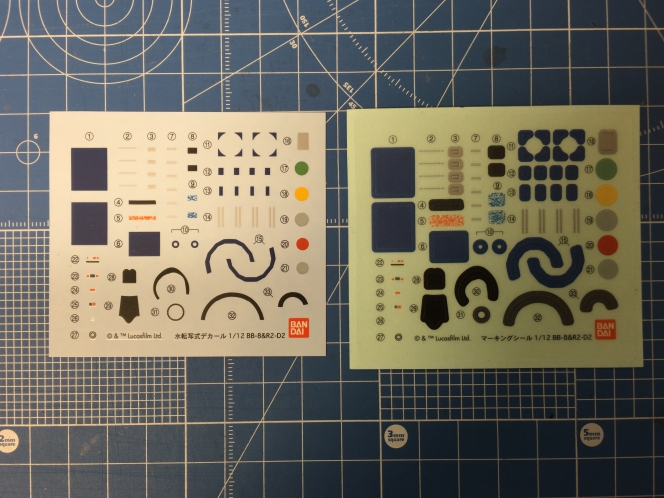 ① ② ③ ⑦ ⑧ ⑪ ⑯
⑫ ⑰
⑨ ⑬ ⑱
④
⑤ ⑭ ⑲
⑩
⑥ ⑮ ⑳
㉒ ㉑
㉓ ㉘ ㉚ ㉝
㉔
㉕ ㉙ ㉛ ㉜
㉖
㉗ © & ™ Lucasfilm Ltd. 水転写式デカール 1/12 BB-8&R2-D2
BAN
DAI
① ② ③ ⑦ ⑧ ⑪ ⑯
⑫ ⑰
⑨ ⑬ ⑱
④
⑤ ⑭ ⑲
⑩
⑥ ⑮ ⑳
㉒ ㉑
㉓ ㉘ ㉚ ㉝
㉔
㉕ ㉙ ㉛ ㉜
㉖
㉗ © & ™ Lucasfilm Ltd. マーキングシール 1/12 BB-8&R2-D2
BAN
DAI
6
2mm
square
3mm
square
5mm
square